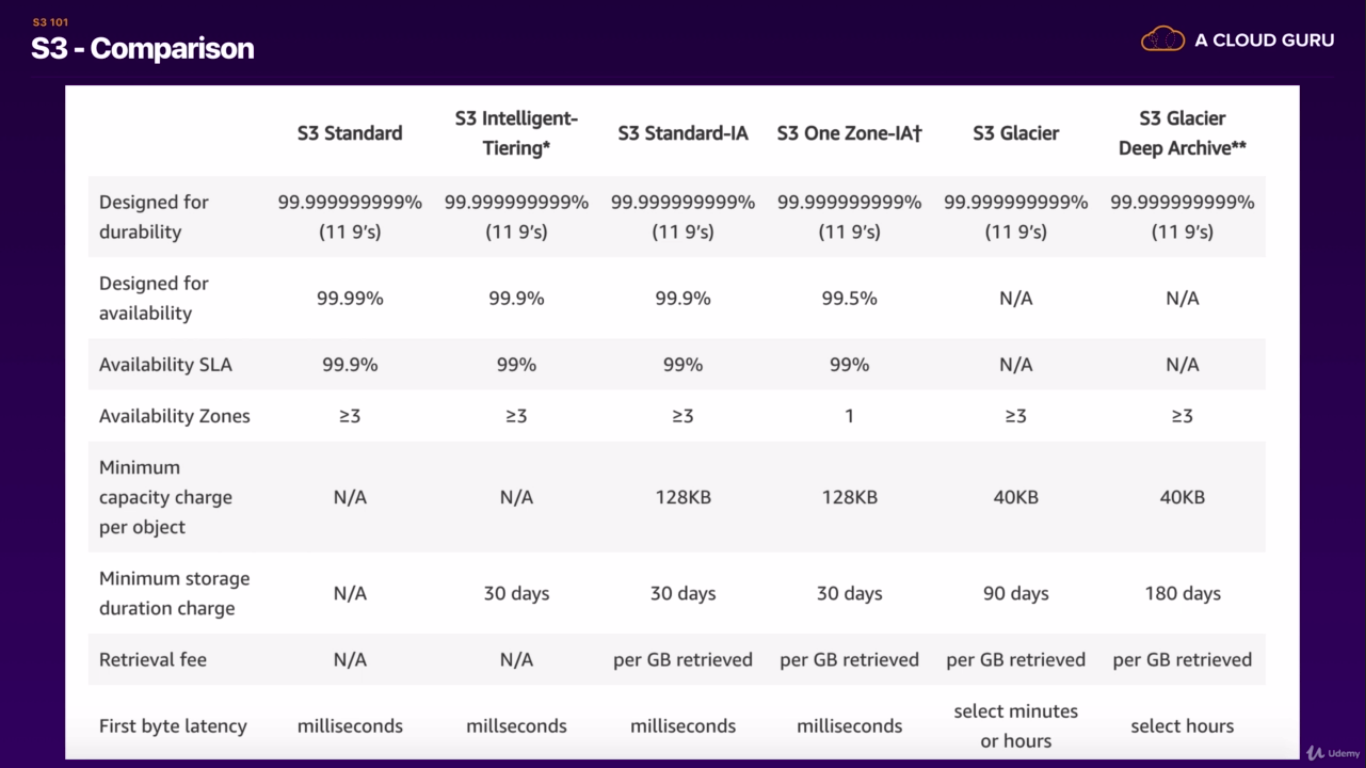 S3 101
S3 - Comparison
A CLOUD GURU
S3 Standard S3 Intelligent- S3 Standard-IA S3 One Zone-IA† S3 Glacier S3 Glacier
Tiering* Deep Archive**
Designed for 99.999999999% 99.999999999% 99.999999999% 99.999999999% 99.999999999% 99.999999999%
durability (11 9’s) (11 9’s) (11 9’s) (11 9’s) (11 9’s) (11 9’s)
Designed for
availability 99.99% 99.9% 99.9% 99.5% N/A N/A
Availability SLA 99.9% 99% 99% 99% N/A N/A
Availability Zones ≥3 ≥3 ≥3 1 ≥3 ≥3
Minimum
capacity charge N/A N/A 128KB 128KB 40KB 40KB
per object
Minimum storage
duration charge N/A 30 days 30 days 30 days 90 days 180 days
Retrieval fee N/A N/A per GB retrieved per GB retrieved per GB retrieved per GB retrieved
First byte latency milliseconds millseconds milliseconds milliseconds select minutes select hours
or hours
Udemy